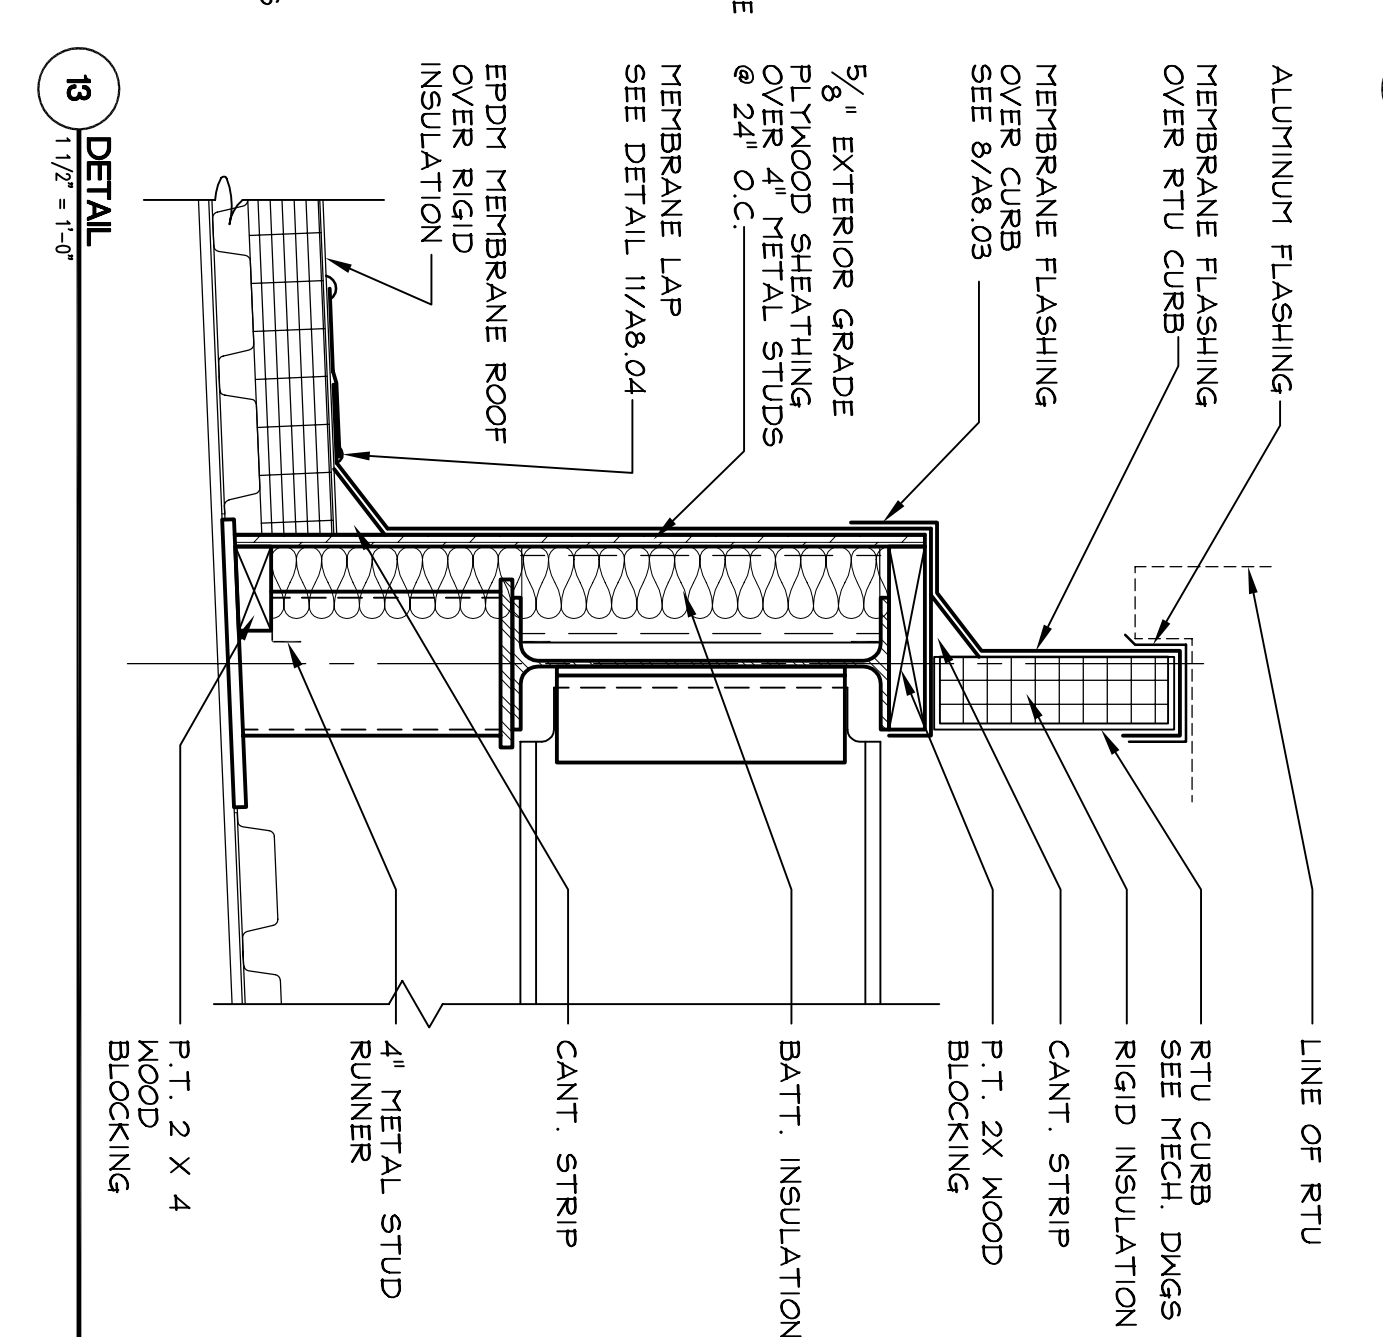 ALUMINUM FLASHING
MEMBRANE FLASHING
OVER RTU CURB
MEMBRANE FLASHING
OVER CURB
SEE 8/A8.03
5/8" EXTERIOR GRADE
PLYWOOD SHEATHING
OVER 4" METAL STUDS
@ 24" O.C.
MEMBRANE LAP
SEE DETAIL 11/A8.04
EPDM MEMBRANE ROOF
OVER RIGID
INSULATION
LINE OF RTU
RTU CURB
SEE MECH. DWGS
RIGID INSULATION
CANT. STRIP
P.T. 2X WOOD
BLOCKING
BATT. INSULATION
CANT. STRIP
4" METAL STUD
RUNNER
P.T. 2 X 4
WOOD
BLOCKING
13
DETAIL
1 1/2" = 1'-0"